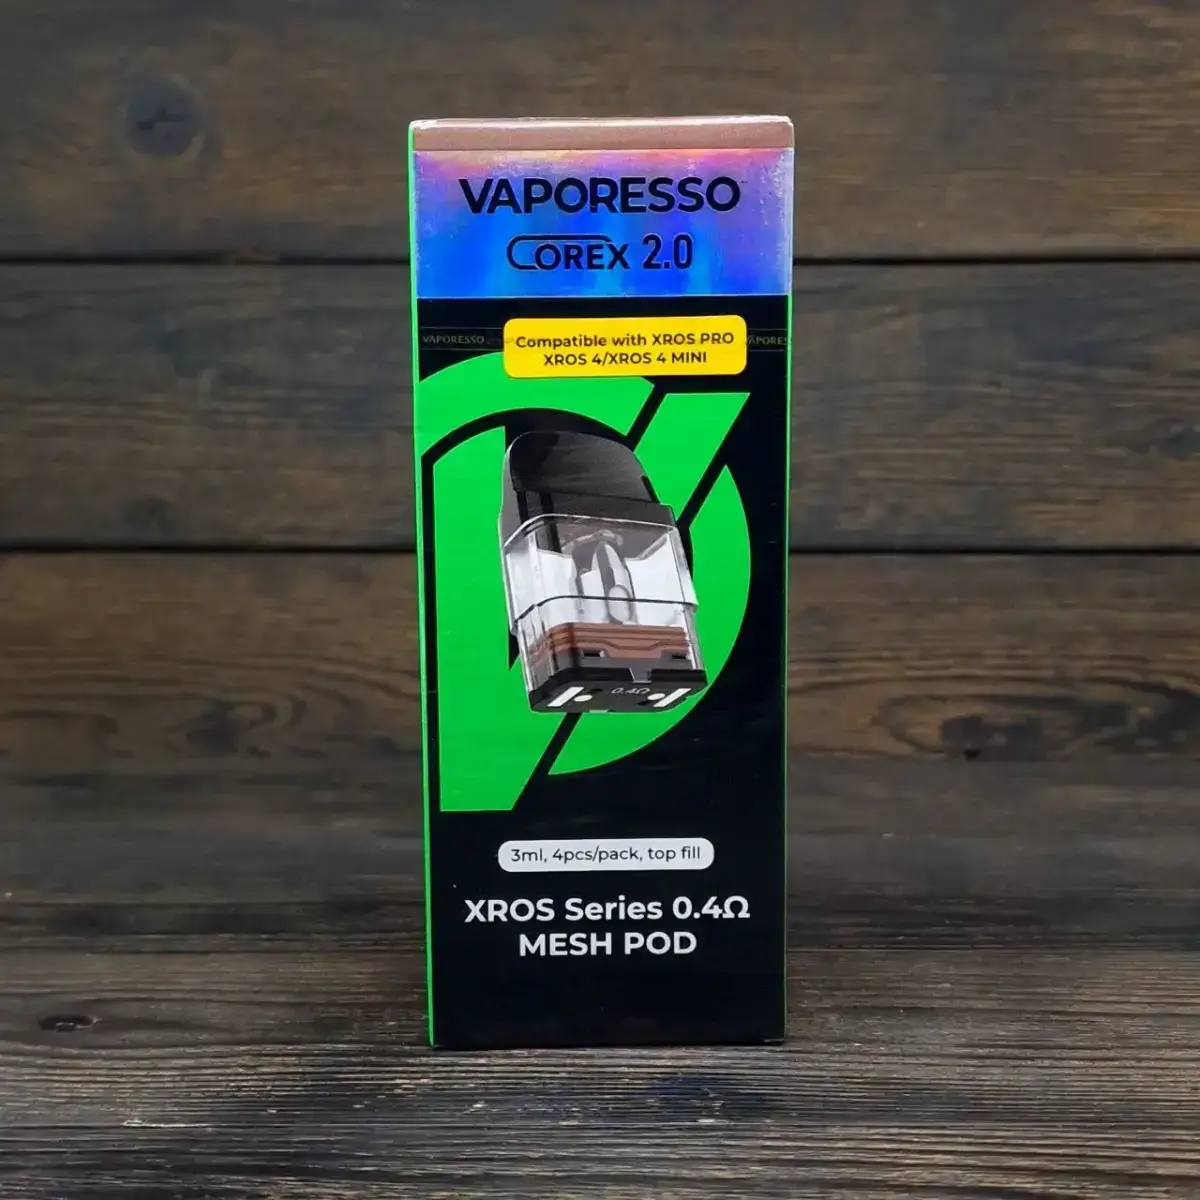 VAPORESSO
COREX 2.0
Compatible with XROS PRO
XROS 4/XROS 4 MINI
VAPORESSO
0.4Ω
3ml, 4pcs/pack, top fill
XROS Series 0.4Ω
MESH POD